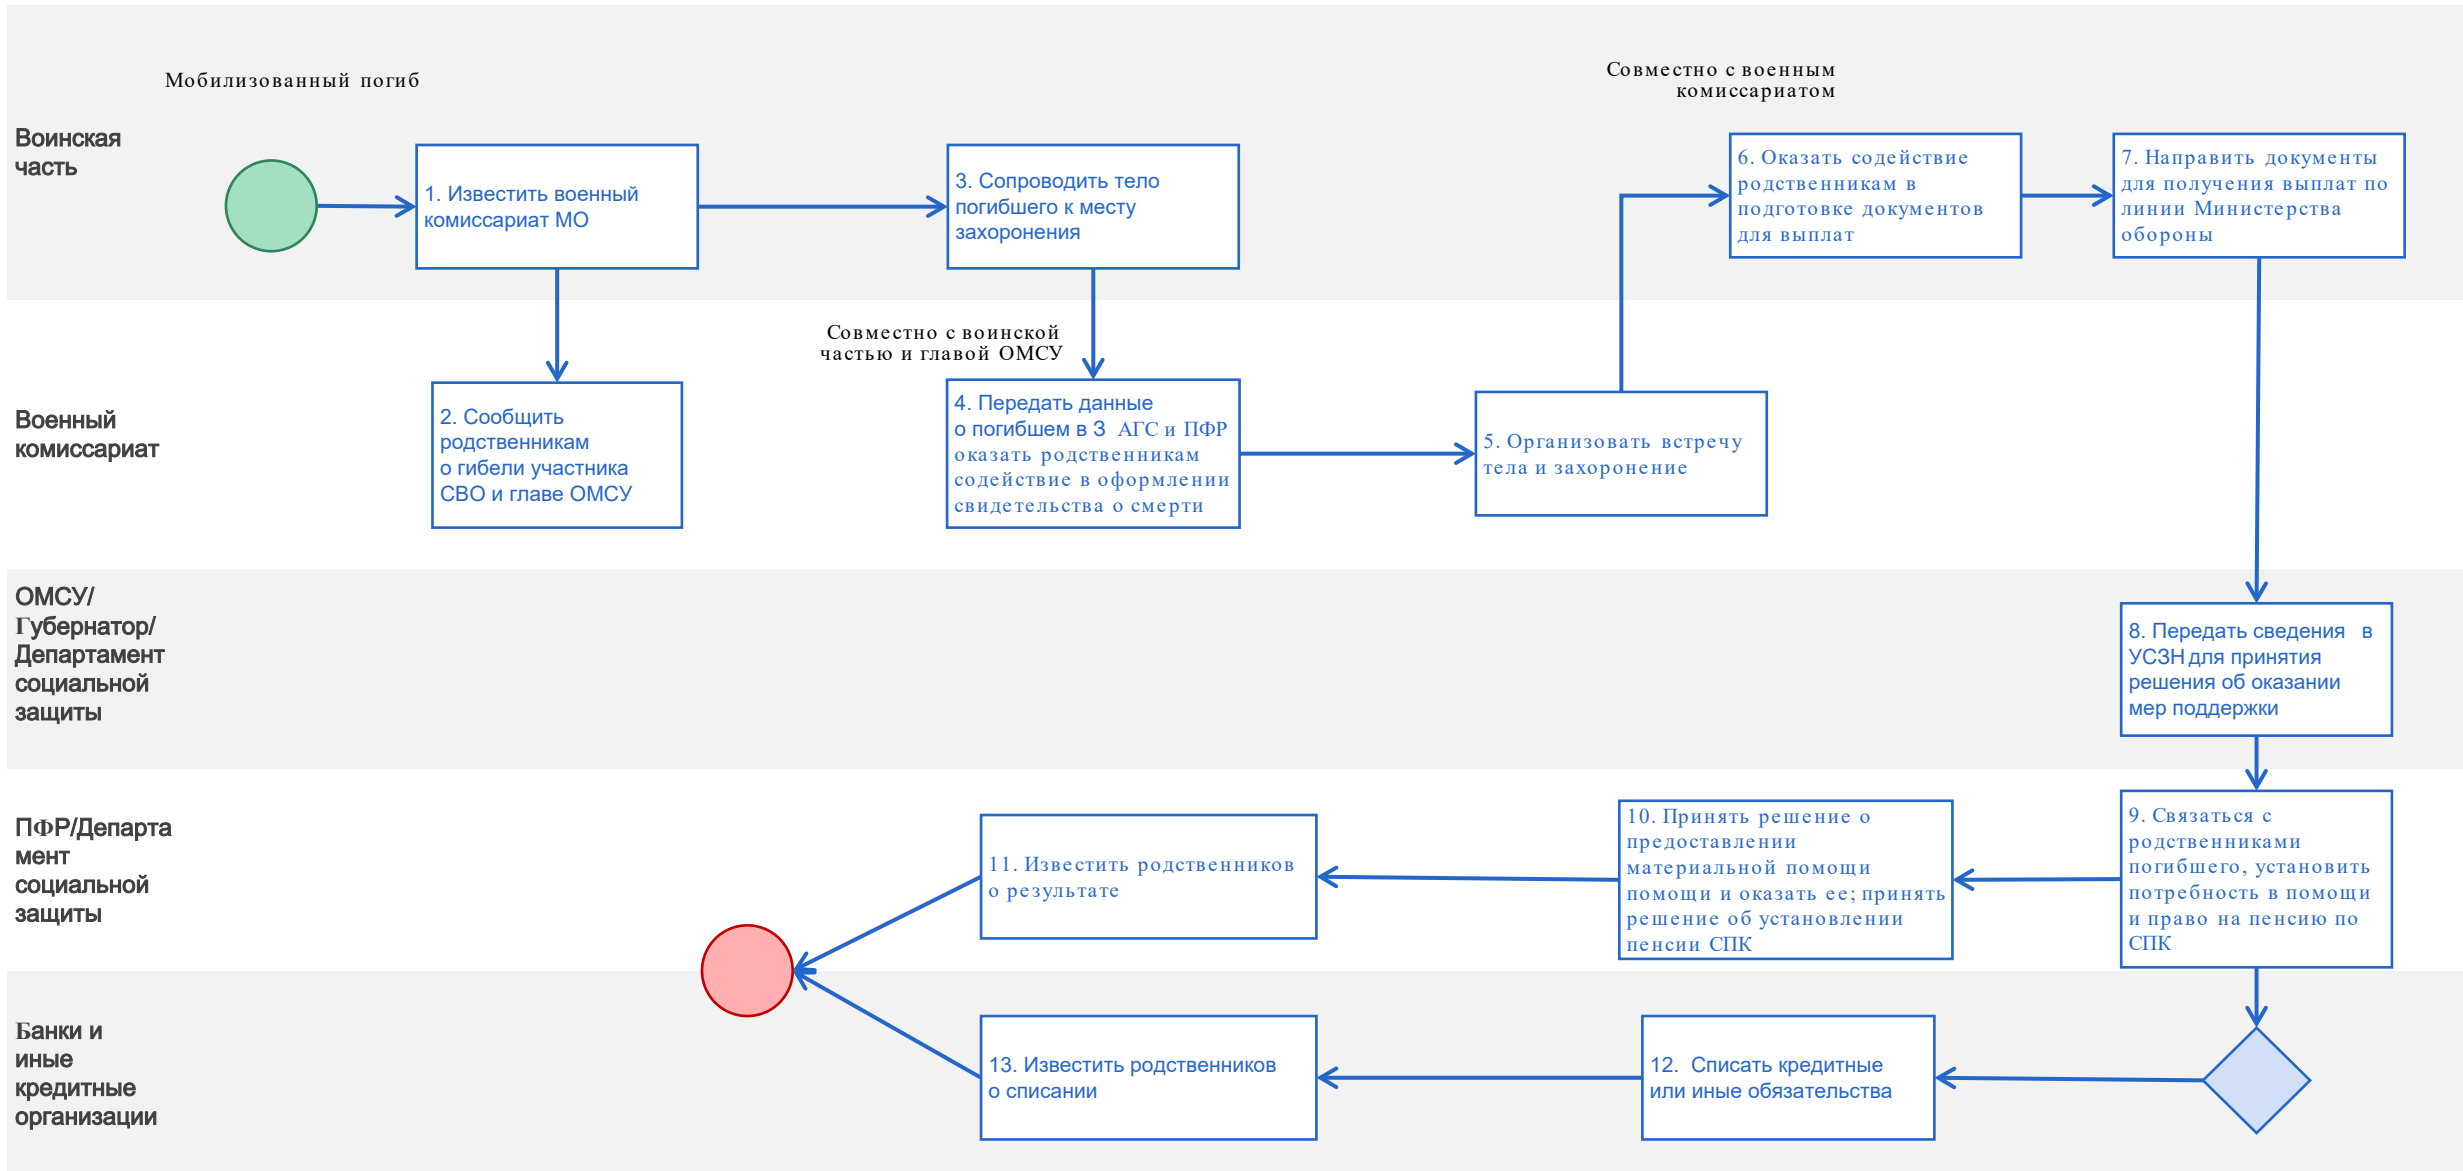 Мобилизованный погиб
Совместно с военным
комиссариатом
Воинская
часть
1. Известить военный
комиссариат МО
3. Сопроводить тело
погибшего к месту
захоронения
6. Оказать содействие
родственникам в
подготовке документов
для выплат
7. Направить документы
для получения выплат по
линии Министерства
обороны
Совместно с воинской
частью и главой ОМСУ
Военный
комиссариат
2. Сообщить
родственникам
о гибели участника
СВО и главе ОМСУ
4. Передать данные
о погибшем в З АГС и ПФР
оказать родственникам
содействие в оформлении
свидетельства о смерти
5. Организовать встречу
тела и захоронение
ОМСУ/
Губернатор/
Департамент
социальной
защиты
8. Передать сведения в
УСЗН для принятия
решения об оказании
мер поддержки
ПФР/Департа
мент
социальной
защиты
11. Известить родственников
о результате
10. Принять решение о
предоставлении
материальной помощи
помощи и оказать ее; принять
решение об установлении
пенсии СПК
9. Связаться с
родственниками
погибшего, установить
потребность в помощи
и право на пенсию по
СПК
Банки и
иные
кредитные
организации
13. Известить родственников
о списании
12. Списать кредитные
или иные обязательства